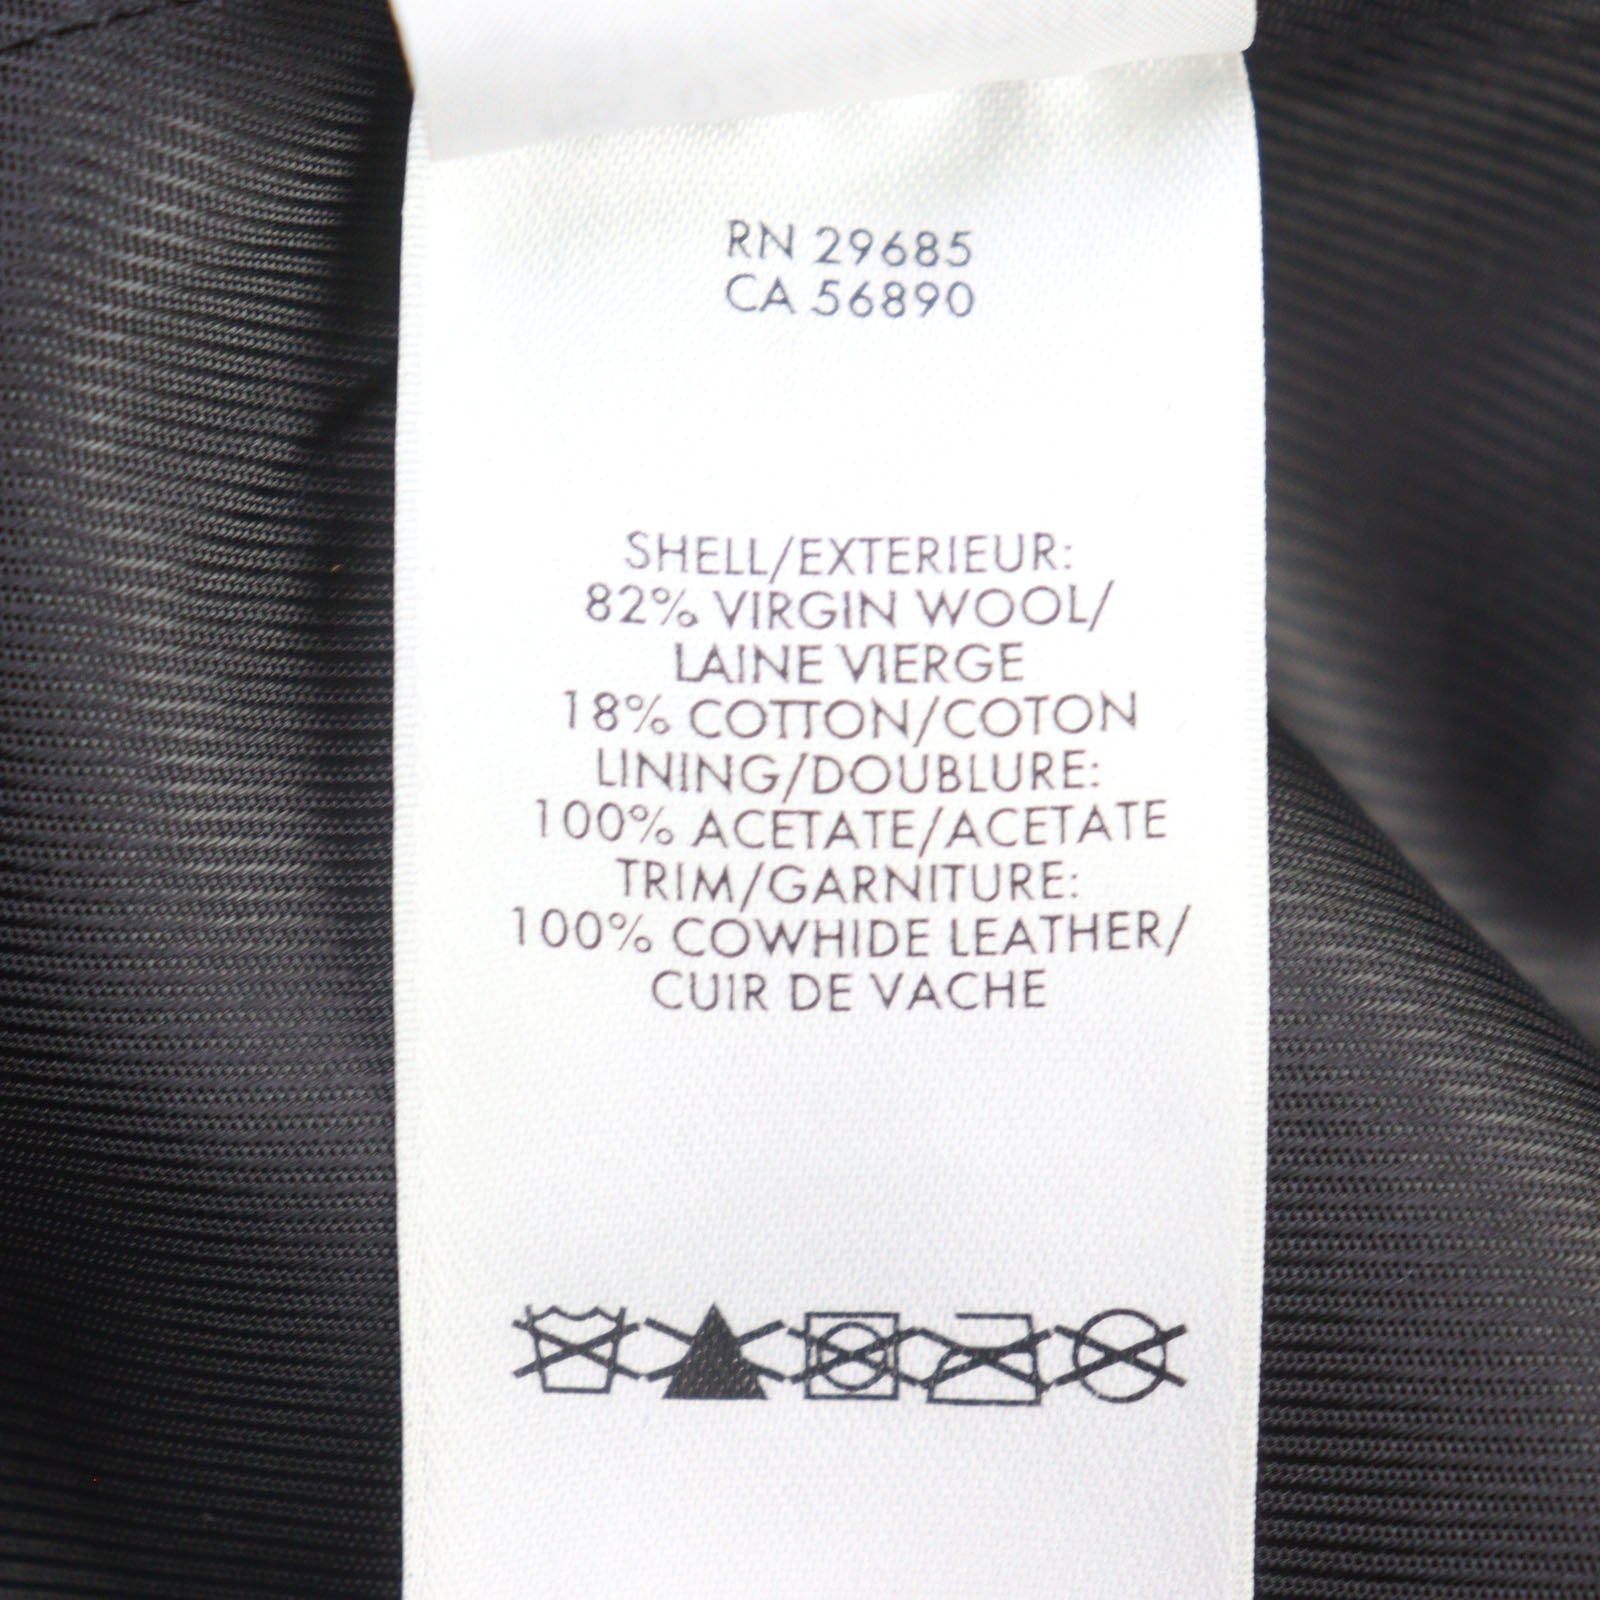 RN 29685
CA 56890
SHELL/EXTERIEUR:
82% VIRGIN WOOL/
LAINE VIERGE
18% COTTON/COTON
LINING/DOUBLURE:
100% ACETATE/ACETATE
TRIM/GARNITURE:
100% COWHIDE LEATHER/
CUIR DE VACHE